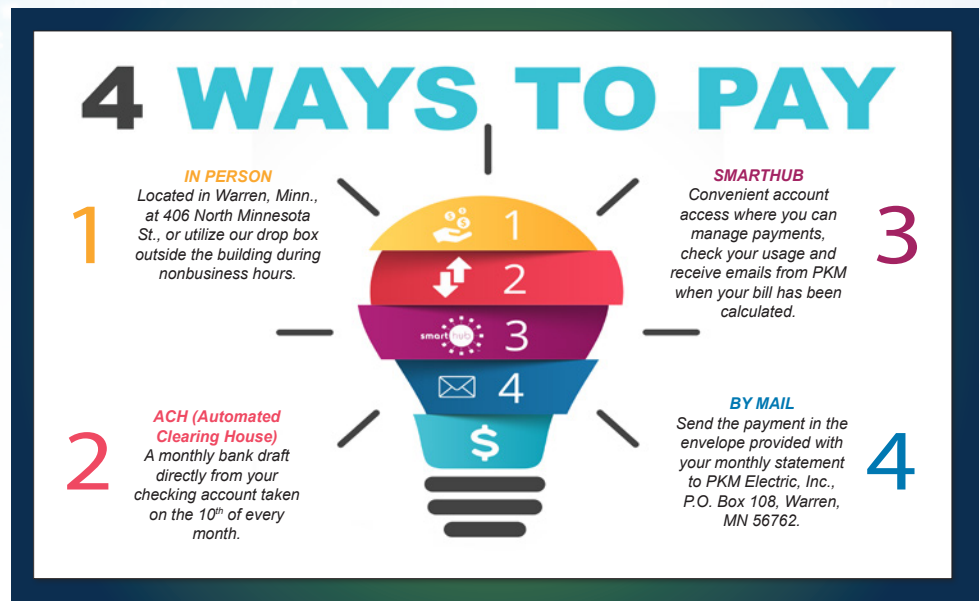 4 WAYS TO PAY
IN PERSON
Located in Warren, Minn.,
at 406 North Minnesota
St., or utilize our drop box
outside the building during
nonbusiness hours.
1
ACH (Automated
Clearing House)
A monthly bank draft
directly from your
checking account taken
on the 10th of every
month.
2
1
2
smart hub 3
4
$
SMARTHUB
Convenient account
access where you can
manage payments,
check your usage and
receive emails from PKM
when your bill has been
calculated.
3
BY MAIL
Send the payment in the
envelope provided with
your monthly statement
to PKM Electric, Inc.,
P.O. Box 108, Warren,
MN 56762.
4